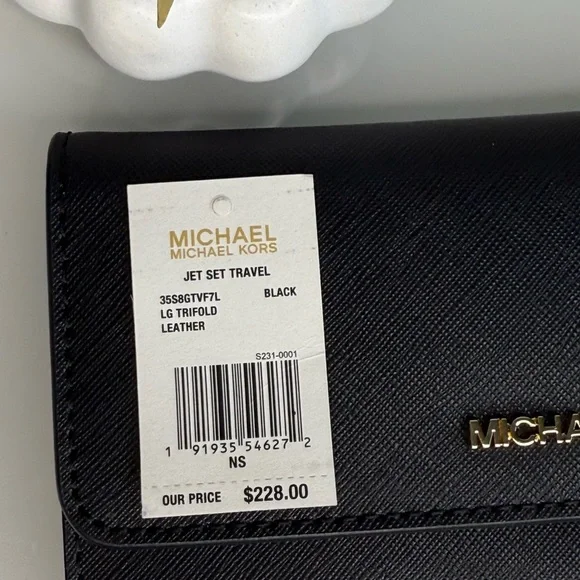 MICHAEL
MICHAEL KORS
JET SET TRAVEL
35S8GTVF7L BLACK
LG TRIFOLD
LEATHER
S231-0001
1 91935 54627 2
NS
OUR PRICE $228.00
MICHA